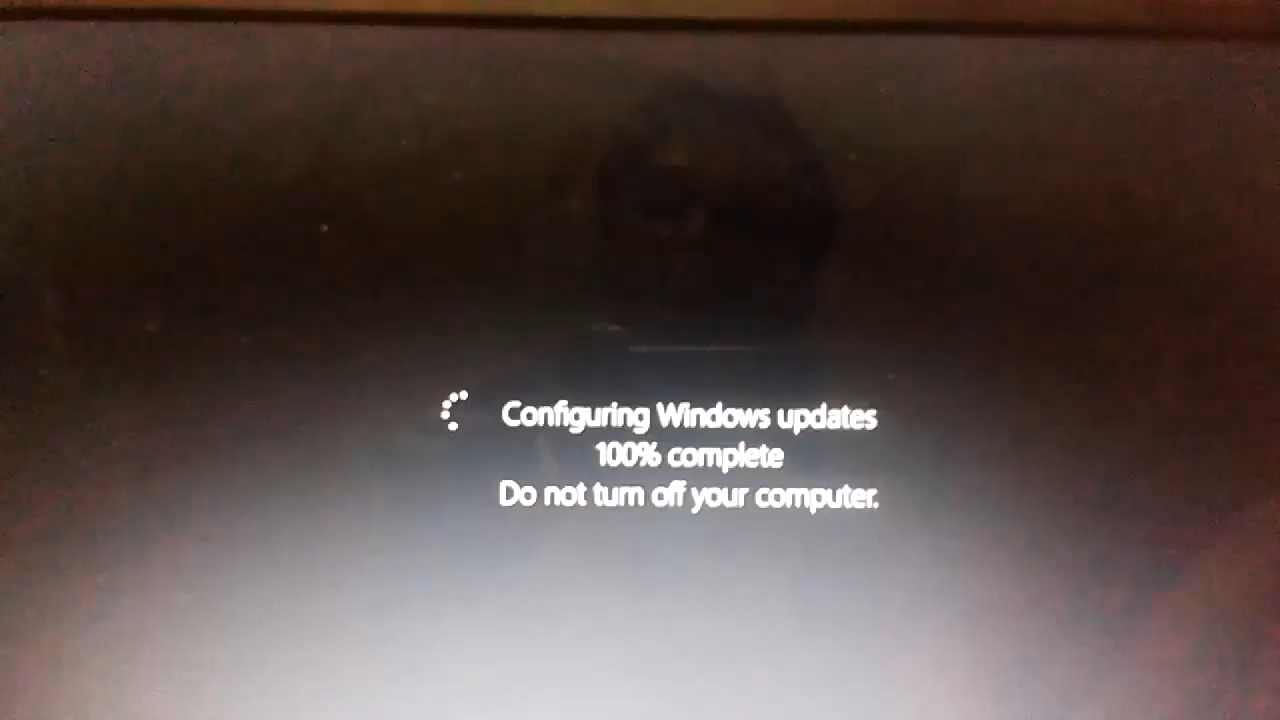 Configuring Windows updates
100% complete
Do not turn off your computer.